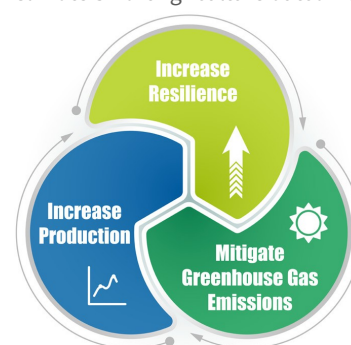 Increase
Resilience
Increase
Production
Mitigate
Greenhouse Gas
Emissions